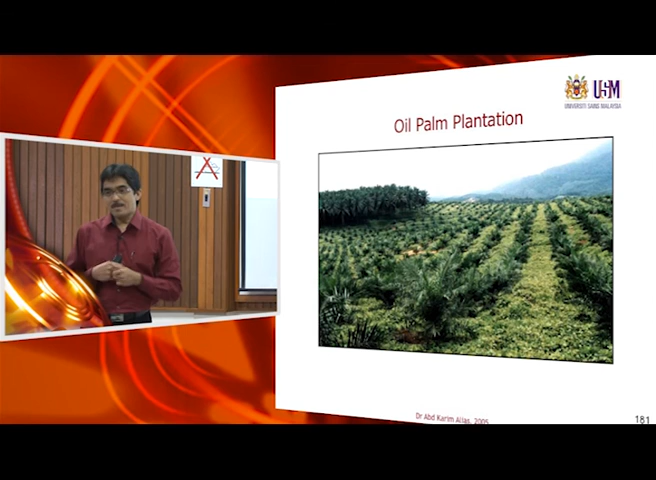 USM
UNIVERSITI SAINS MALAYSIA
Oil Palm Plantation
Dr Abd Karim Alias, 2005
181